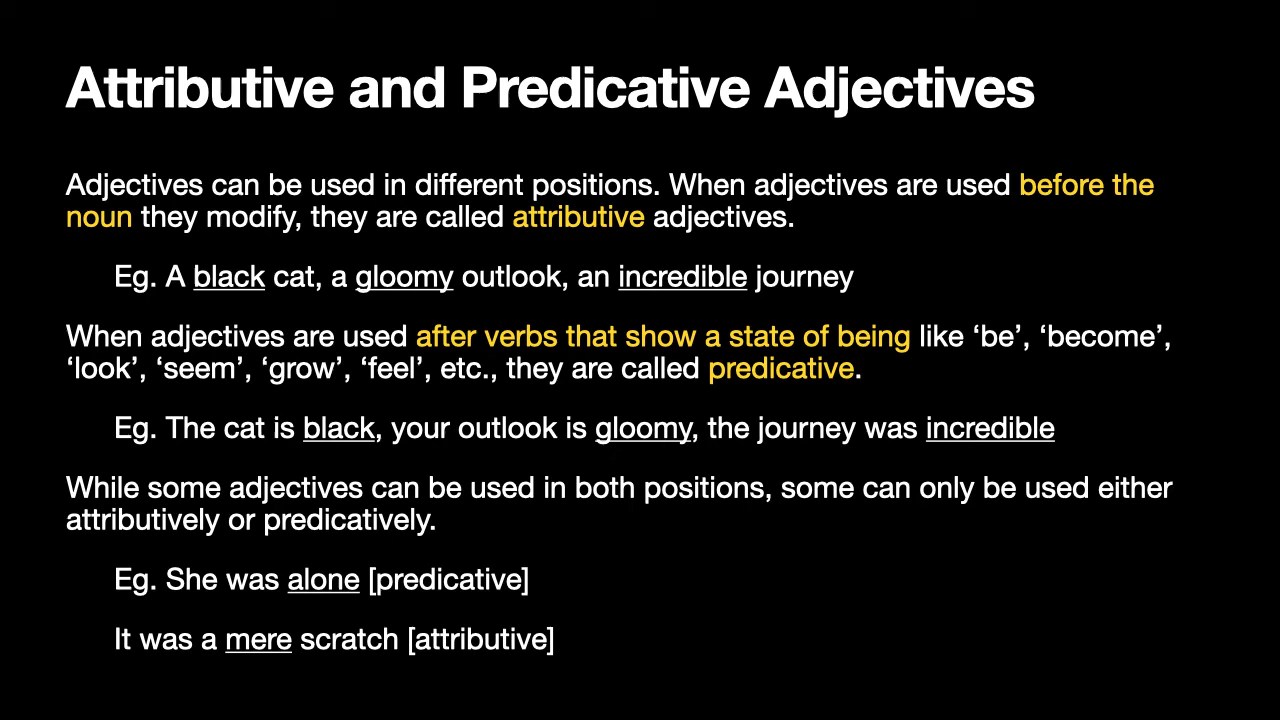 Attributive and Predicative Adjectives
Adjectives can be used in different positions. When adjectives are used before the
noun they modify, they are called attributive adjectives.
Eg. A black cat, a gloomy outlook, an incredible journey
When adjectives are used after verbs that show a state of being like ‘be’, ‘become’,
‘look’, ‘seem’, ‘grow’, ‘feel’, etc., they are called predicative.
Eg. The cat is black, your outlook is gloomy, the journey was incredible
While some adjectives can be used in both positions, some can only be used either
attributively or predicatively.
Eg. She was alone [predicative]
It was a mere scratch [attributive]